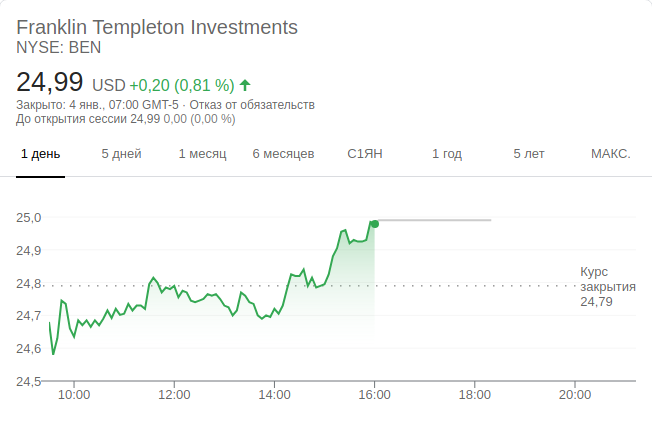 Franklin Templeton Investments
NYSE: BEN
24,99 USD +0,20 (0,81 %)
Закрыто: 4 янв., 07:00 GMT-5 · Отказ от обязательств
До открытия сессии 24,99 0,00 (0,00 %)
1 день 5 дней 1 месяц 6 месяцев С1ЯН 1 год 5 лет МАКС.
25,0
24,9
24,8
24,7
24,6
24,5
Курс
закрытия
24,79
10:00 12:00 14:00 16:00 18:00 20:00